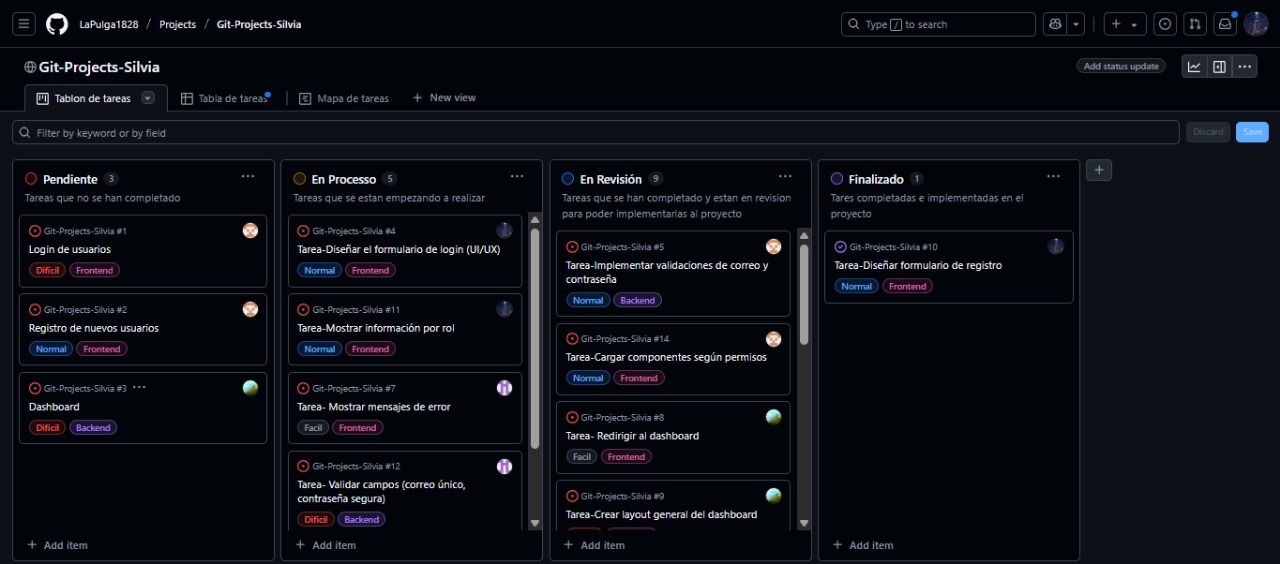 LaPulga1828 / Projects / Git-Projects-Silvia
Type / to search
Git-Projects-Silvia
Add status update
Tablon de tareas
Tabla de tareas
Mapa de tareas
New view
Filter by keyword or by field
Discard
Save
Pendiente 3
Tareas que no se han completado
Git-Projects-Silvia #1
Login de usuarios
Difícil Frontend
Git-Projects-Silvia #2
Registro de nuevos usuarios
Normal Frontend
Git-Projects-Silvia #3
Dashboard
Difícil Backend
Add item
En Processo 5
Tareas que se estan empezando a realizar
Git-Projects-Silvia #4
Tarea-Diseñar el formulario de login (UI/UX)
Normal Frontend
Git-Projects-Silvia #11
Tarea-Mostrar información por rol
Normal Frontend
Git-Projects-Silvia #7
Tarea- Mostrar mensajes de error
Facil Frontend
Git-Projects-Silvia #12
Tarea- Validar campos (correo único,
contraseña segura)
Difícil Backend
Add item
En Revisión 9
Tareas que se han completado y estan en revision
para poder implementarlas al proyecto
Git-Projects-Silvia #5
Tarea-Implementar validaciones de correo y
contraseña
Normal Backend
Git-Projects-Silvia #14
Tarea-Cargar componentes según permisos
Normal Frontend
Git-Projects-Silvia #8
Tarea- Redirigir al dashboard
Facil Frontend
Git-Projects-Silvia #9
Tarea-Crear layout general del dashboard
Add item
Finalizado 1
Tares completadas e implementadas en el
proyecto
Git-Projects-Silvia #10
Tarea-Diseñar formulario de registro
Normal Frontend
Add item